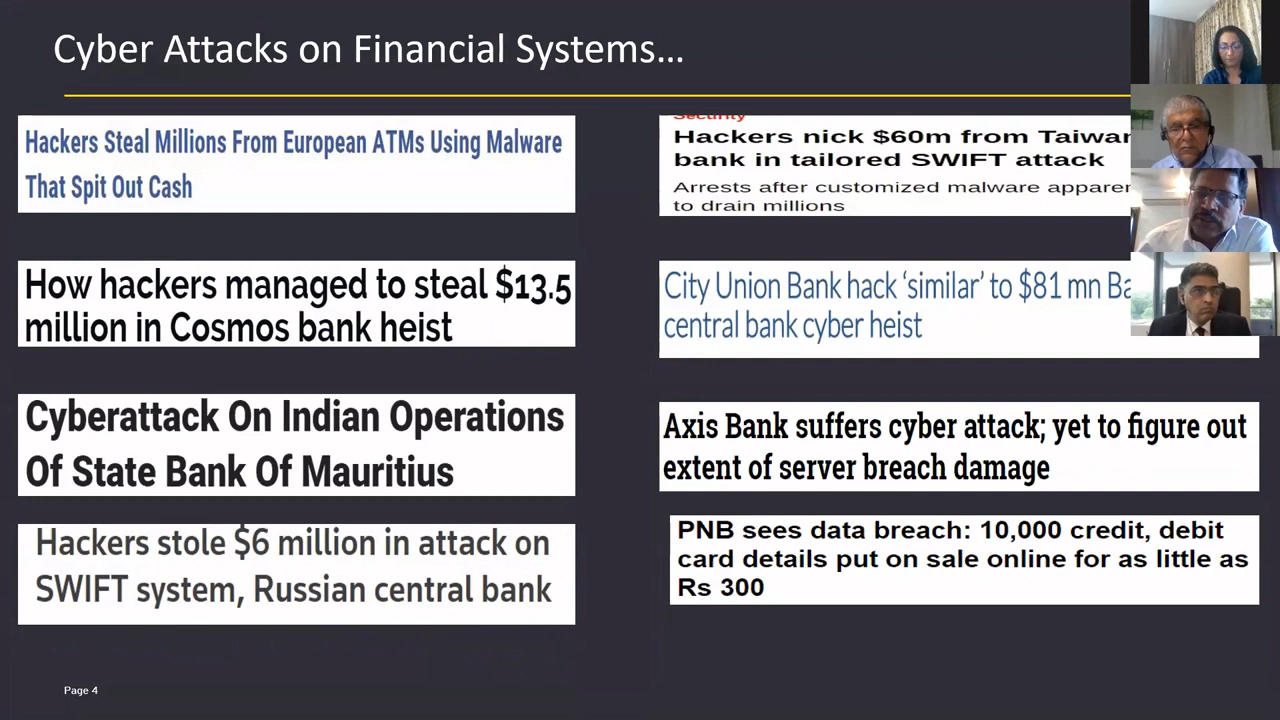 Cyber Attacks on Financial Systems…
Hackers Steal Millions From European ATMs Using Malware
That Spit Out Cash
How hackers managed to steal $13.5
million in Cosmos bank heist
Cyberattack On Indian Operations
Of State Bank Of Mauritius
Hackers stole $6 million in attack on
SWIFT system, Russian central bank
Security
Hackers nick $60m from
bank in tailored SWIFT attack
Arrests after customized malware
to drain millions
City Union Bank hack ‘similar’ to $81 mn
central bank cyber heist
Axis Bank suffers cyber attack; yet to figure out
extent of server breach damage
PNB sees data breach: 10,000 credit, debit
card details put on sale online for as little as
Rs 300
Page 4